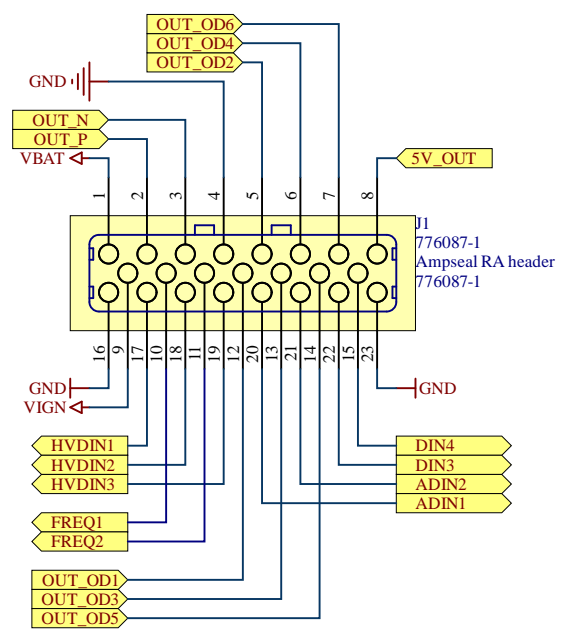 OUT_OD6
OUT_OD4
OUT_OD2
GND
OUT_N
OUT_P
VBAT
5V_OUT
1 2 3 4 5 6 7 8
J1
776087-1
Ampseal RA header
776087-1
16 9 17 10 18 11 19 12 20 13 21 14 22 15 23
GND
GND
VIGN
HVDIN1
DIN4
HVDIN2
DIN3
HVDIN3
ADIN2
ADIN1
FREQ1
FREQ2
OUT_OD1
OUT_OD3
OUT_OD5